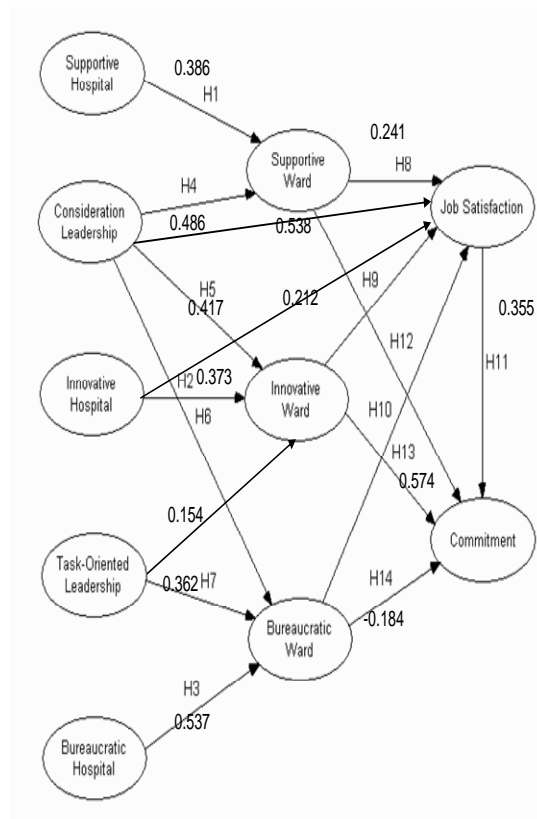 Supportive
Hospital
0.386
H1
0.241
Supportive
Ward
H8
H4
Consideration
Leadership
0.486
0.538
Job Satisfaction
H5
0.417
0.212
H9
0.355
H12
H11
Innovative
Hospital
H2
0.373
H6
Innovative
Ward
H10
H13
0.574
0.154
Task-Oriented
Leadership
0.362
H7
Commitment
H14
-0.184
Bureaucratic
Ward
H3
0.537
Bureaucratic
Hospital